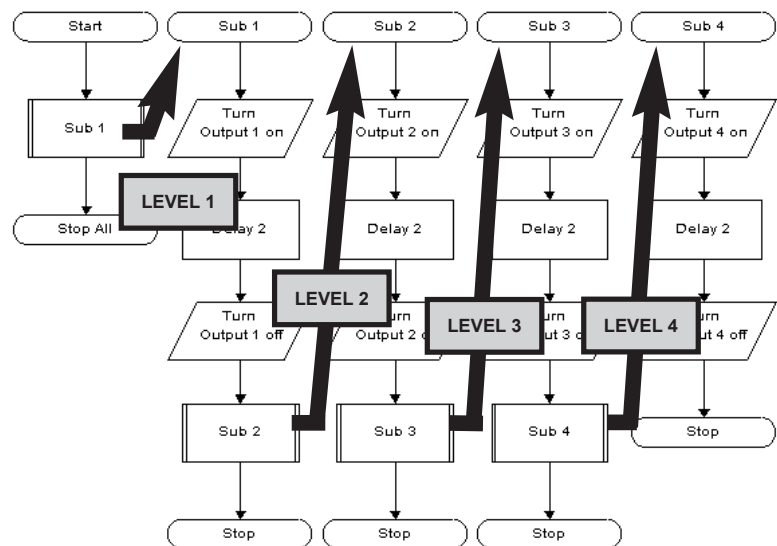 Start
Sub 1
Stop All
Sub 1
Turn
Output 1 on
LEVEL 1
Delay 2
Turn
Output 1 off
Sub 2
Stop
Sub 2
Turn
Output 2 on
Delay 2
LEVEL 2
Turn
Output 2
Sub 3
Stop
Sub 3
Turn
Output 3 on
Delay 2
LEVEL 3
Turn
3
Sub 4
Stop
Sub 4
Turn
Output 4 on
Delay 2
LEVEL 4
4 off
Stop